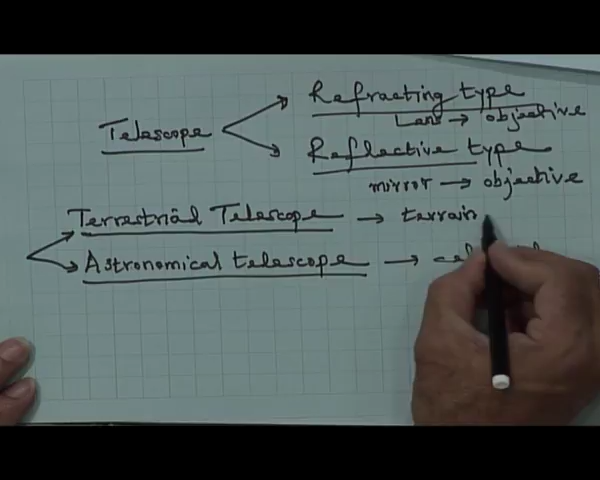 Refracting type
Lens → objective
Telescope
Reflective type
mirror → objective
Terrestrial Telescope → terrain
Astronomical telescope →